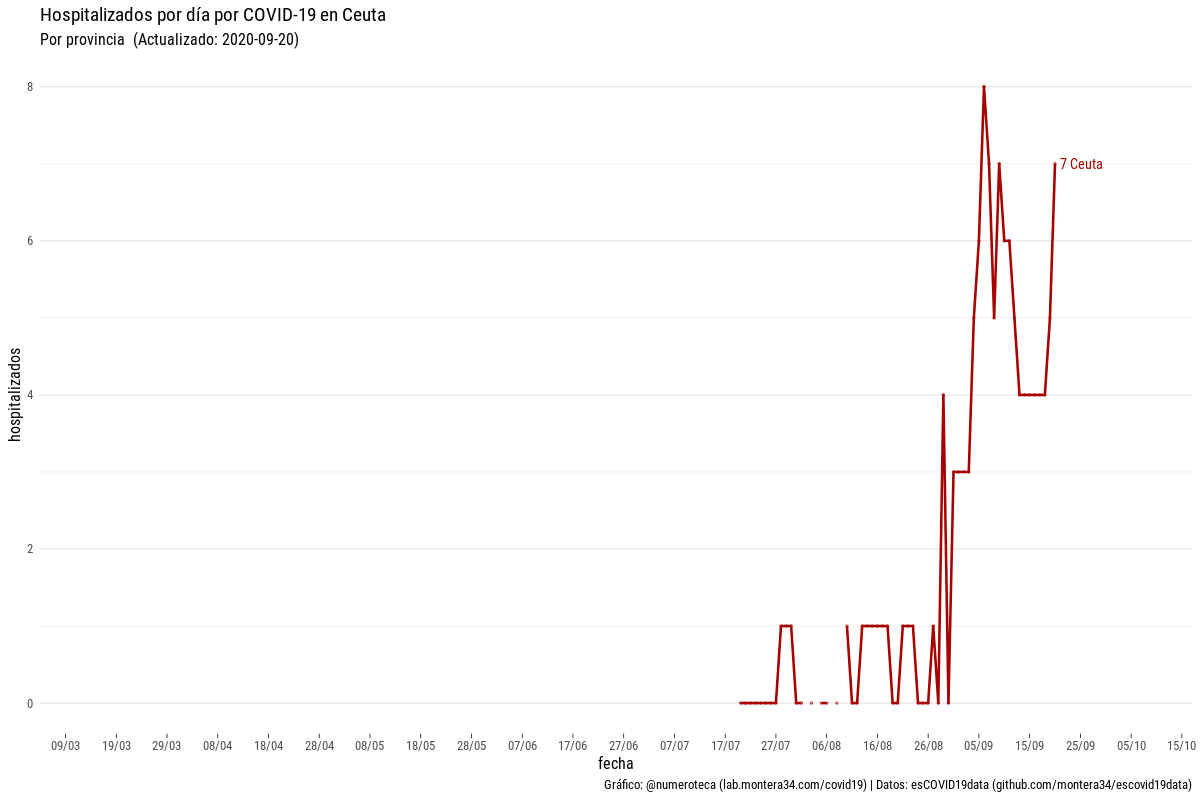 Hospitalizados por día por COVID-19 en Ceuta
Por provincia (Actualizado: 2020-09-20)
hospitalizados
8
6
4
2
0
7 Ceuta
09/03 19/03 29/03 08/04 18/04 28/04 08/05 18/05 28/05 07/06 17/06 27/06 07/07 17/07 27/07 06/08 16/08 26/08 05/09 15/09 25/09 05/10 15/10
fecha
Gráfico: @numeroteca (lab.montera34.com/covid19) | Datos: esCOVID19data (github.com/montera34/escovid19data)